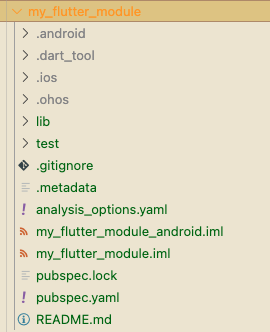 my_flutter_module
.android
.dart_tool
.ios
.ohos
lib
test
.gitignore
.metadata
analysis_options.yaml
my_flutter_module_android.iml
my_flutter_module.iml
pubspec.lock
pubspec.yaml
README.md